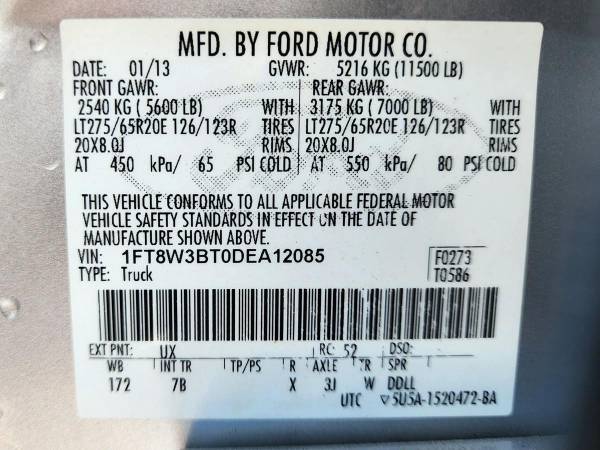 MFD. BY FORD MOTOR CO.
DATE: 01/13 GVWR: 5216 KG (11500 LB)
FRONT GAWR: REAR GAWR:
2540 KG ( 5600 LB) WITH 3175 KG ( 7000 LB) WITH
LT275/65R20E 126/123R TIRES LT275/65R20E 126/123R TIRES
20X8.0J RIMS 20X8.0J RIMS
AT 450 kPa/ 65 PSI COLD AT 550 kPa/ 80 PSI COLD
THIS VEHICLE CONFORMS TO ALL APPLICABLE FEDERAL MOTOR
VEHICLE SAFETY STANDARDS IN EFFECT ON THE DATE OF
MANUFACTURE SHOWN ABOVE.
VIN: 1FT8W3BT0DEA12085 F0273
TYPE: Truck T0586
EXT PNT: UX RC: 52 DSO:
WB INT TR TP/PS R AXLE TR SPR
172 7B X 3J W DDLL
UTC ▽5U5A-1520472-BA